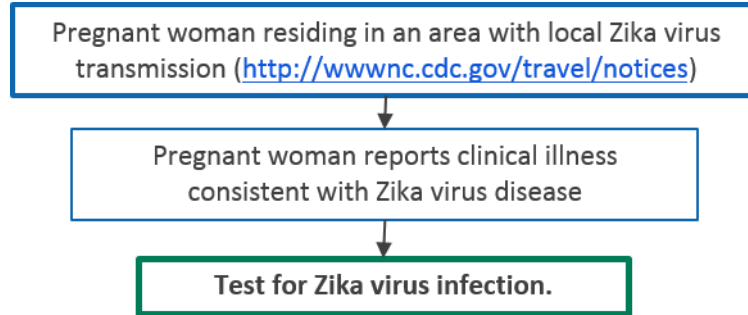 Pregnant woman residing in an area with local Zika virus
transmission (http://wwwnc.cdc.gov/travel/notices)
Pregnant woman reports clinical illness
consistent with Zika virus disease
Test for Zika virus infection.